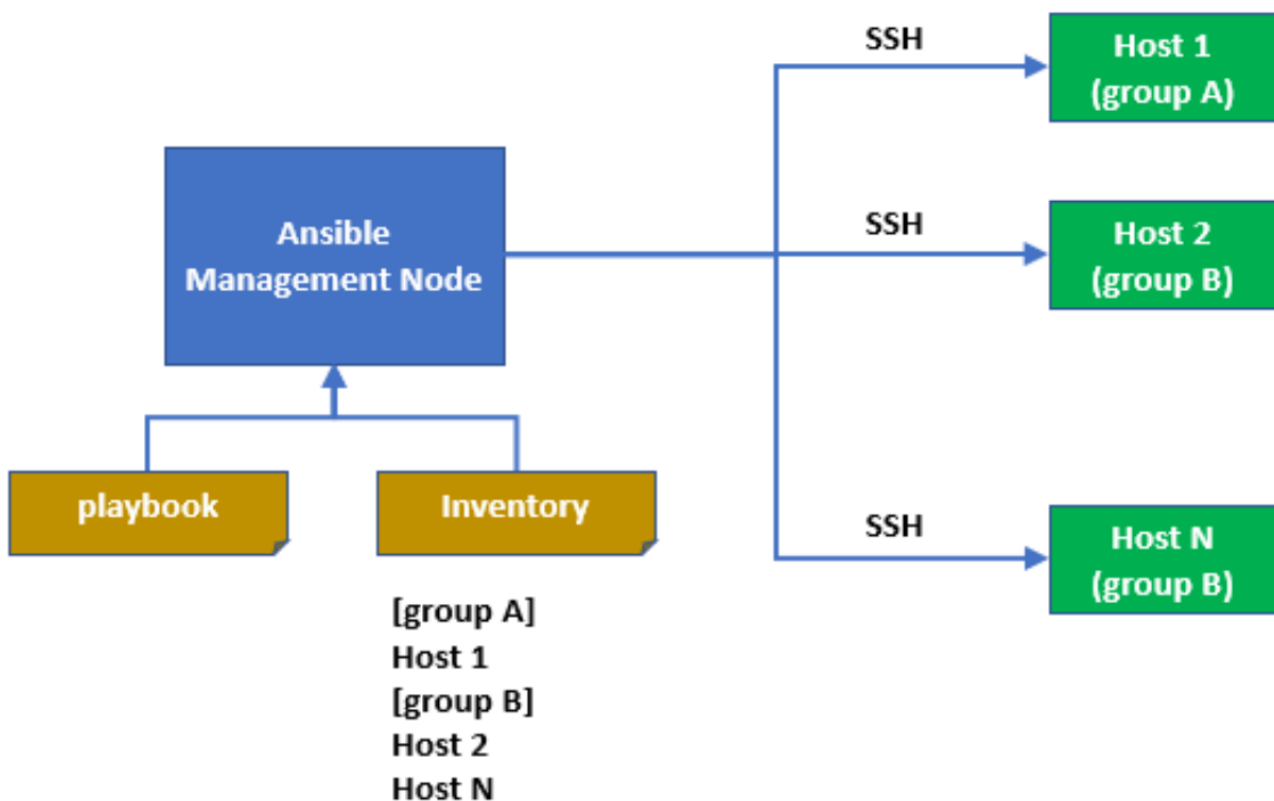 SSH
Host 1
(group A)
Ansible
Management Node
SSH
Host 2
(group B)
playbook
Inventory
SSH
Host N
(group B)
[group A]
Host 1
[group B]
Host 2
Host N